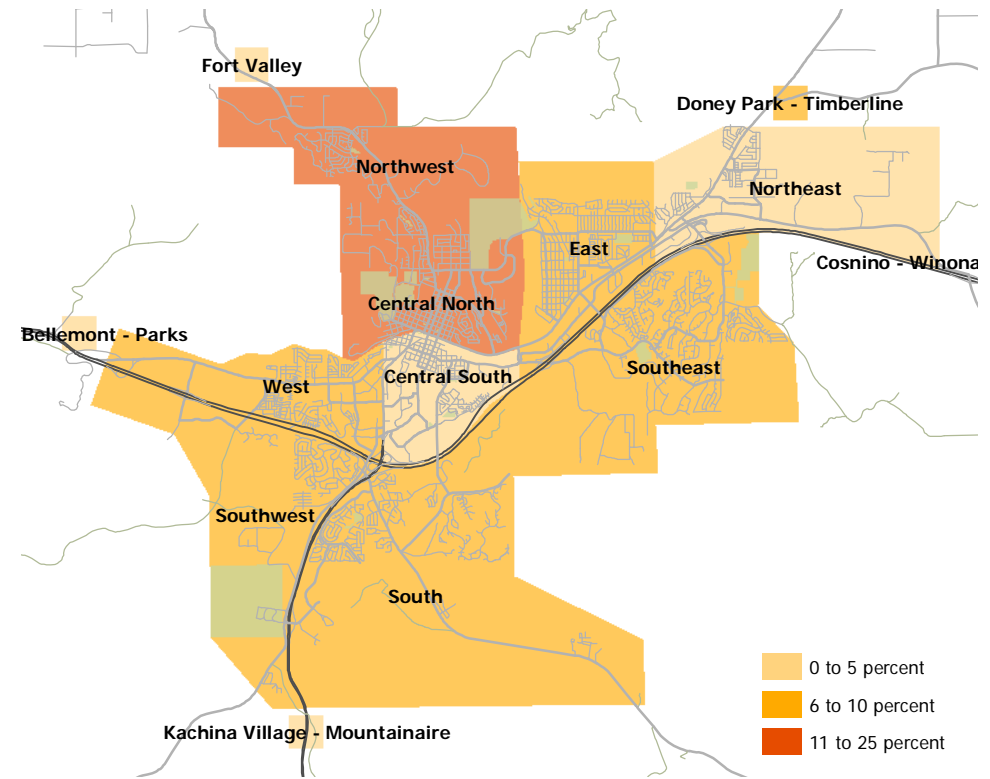 Fort Valley
Doney Park - Timberline
Northwest
Northeast
East
Cosnino - Winona
Central North
Bellemont - Parks
Southeast
Central South
West
Southwest
South
0 to 5 percent
6 to 10 percent
Kachina Village - Mountainaire
11 to 25 percent